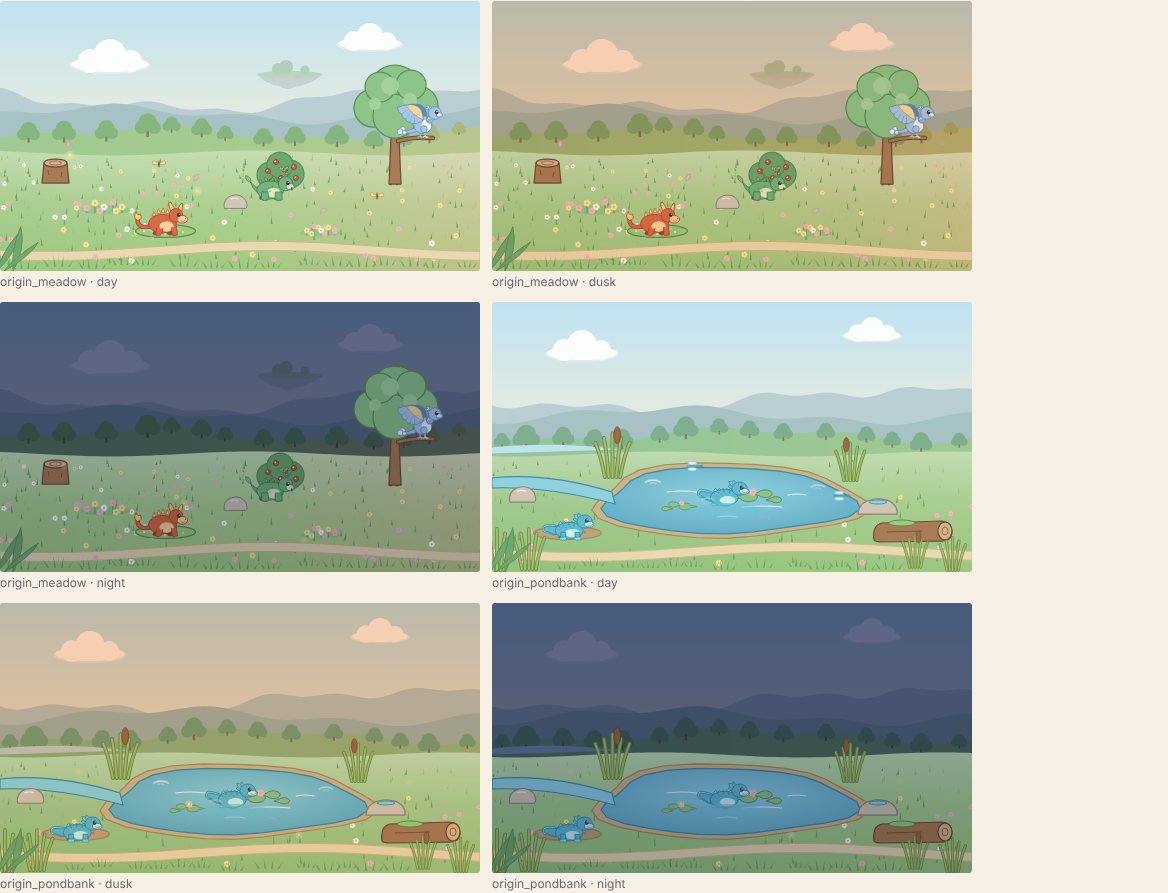 origin_meadow · day
origin_meadow · dusk
origin_meadow · night
origin_pondbank · day
origin_pondbank · dusk
origin_pondbank · night